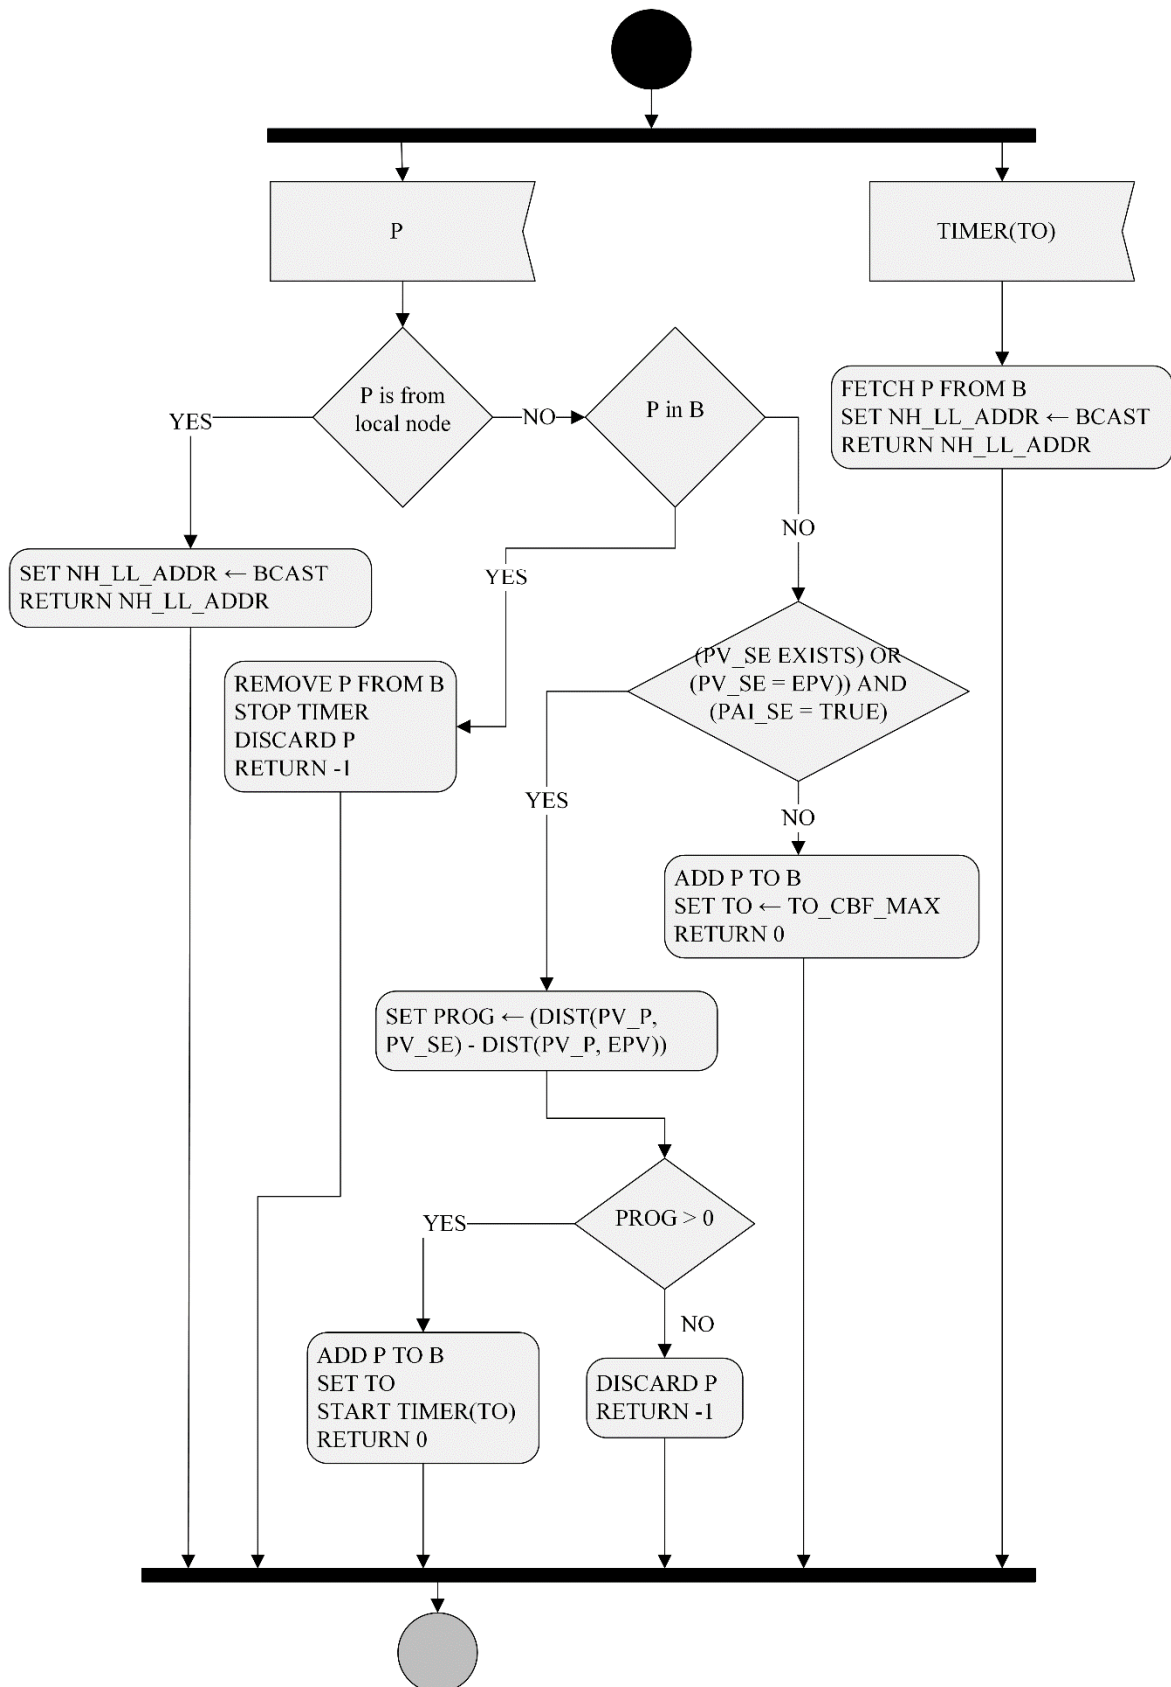 P
TIMER(TO)
P is from
local node
YES
NO
P in B
FETCH P FROM B
SET NH_LL_ADDR ← BCAST
RETURN NH_LL_ADDR
NO
SET NH_LL_ADDR ← BCAST
RETURN NH_LL_ADDR
YES
(PV_SE EXISTS) OR
(PV_SE = EPV)) AND
(PAI_SE = TRUE)
REMOVE P FROM B
STOP TIMER
DISCARD P
RETURN -1
YES
NO
ADD P TO B
SET TO ← TO_CBF_MAX
RETURN 0
SET PROG ← (DIST(PV_P,
PV_SE) - DIST(PV_P, EPV))
PROG > 0
YES
NO
ADD P TO B
SET TO
START TIMER(TO)
RETURN 0
DISCARD P
RETURN -1